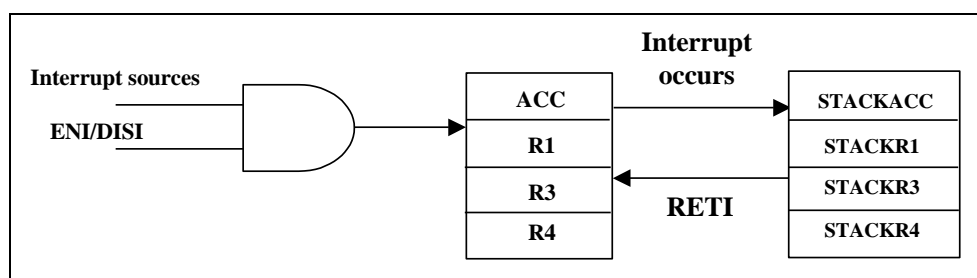 Interrupt sources
ENI/DISI
ACC
R1
R3
R4
Interrupt
occurs
RETI
STACKACC
STACKR1
STACKR3
STACKR4